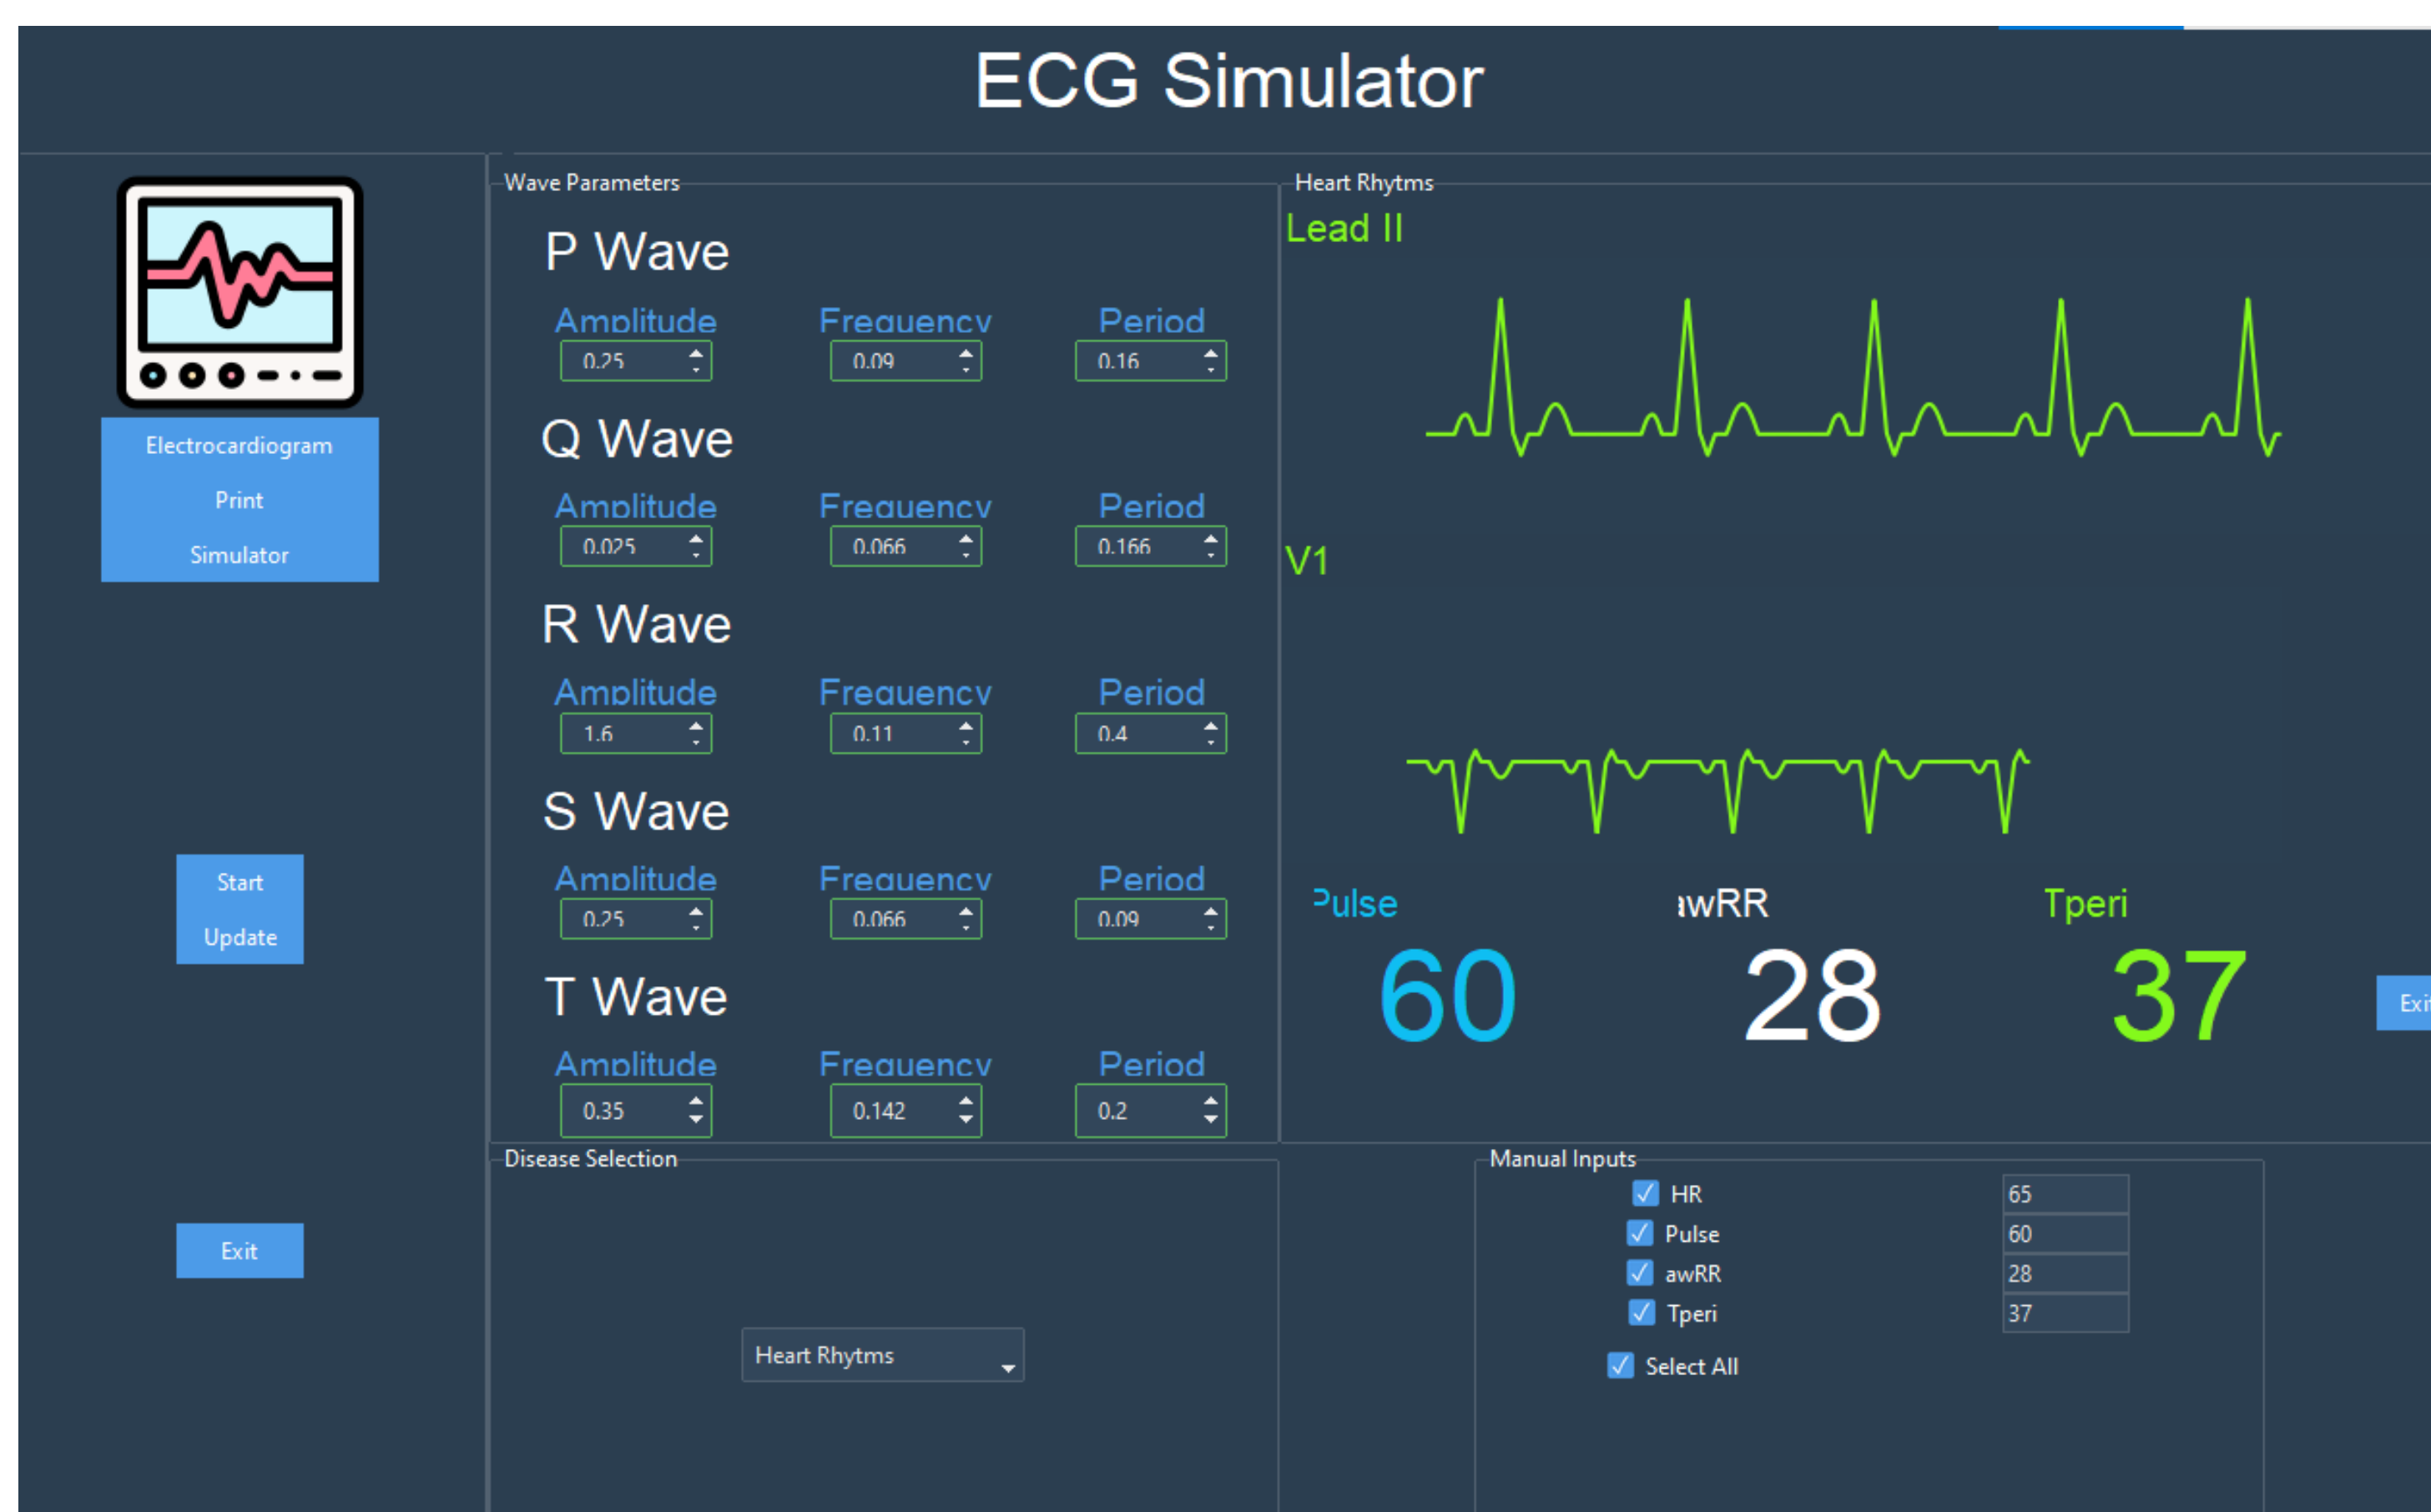 ECG Simulator
Electrocardiogram
Print
Simulator
Start
Update
Exit
Wave Parameters
P Wave
Amplitude Frequency Period
0.25 0.09 0.16
Q Wave
Amplitude Frequency Period
0.025 0.066 0.166
R Wave
Amplitude Frequency Period
1.6 0.11 0.4
S Wave
Amplitude Frequency Period
0.25 0.066 0.09
T Wave
Amplitude Frequency Period
0.35 0.142 0.2
Heart Rhytms
Lead II
V1
Pulse awRR Tperi
60 28 37
Exit
Disease Selection
Heart Rhytms
Manual Inputs
HR 65
Pulse 60
awRR 28
Tperi 37
Select All